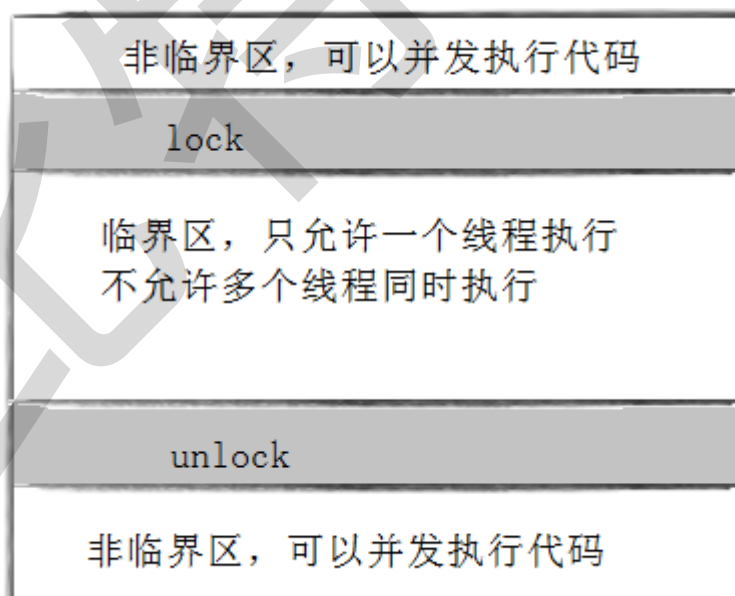 非临界区，可以并发执行代码
lock
临界区，只允许一个线程执行
不允许多个线程同时执行
unlock
非临界区，可以并发执行代码